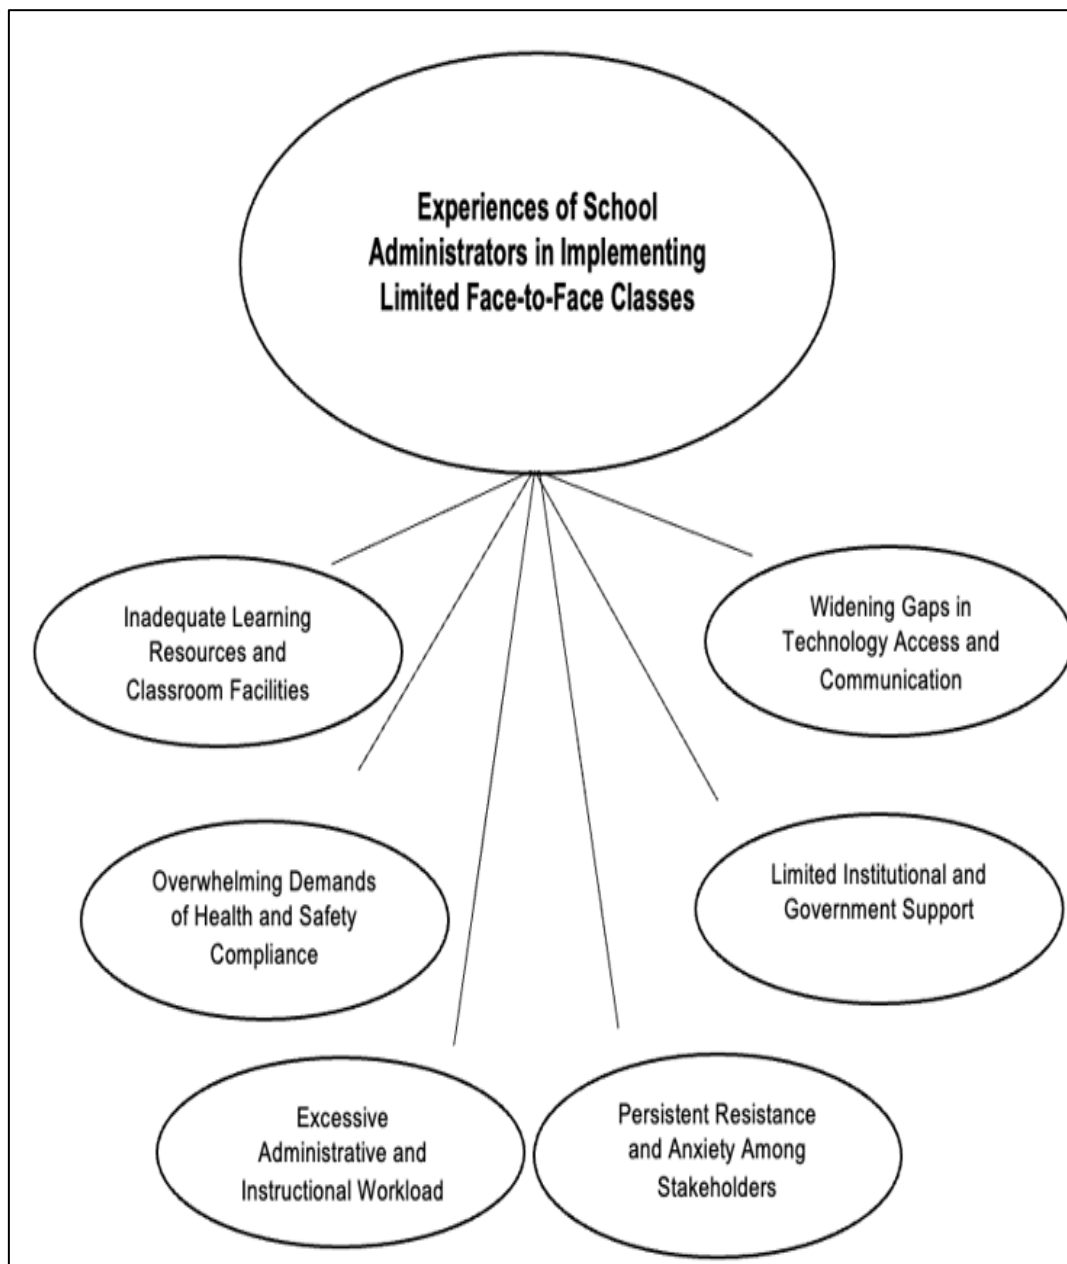 Experiences of School
Administrators in Implementing
Limited Face-to-Face Classes
Inadequate Learning
Resources and
Classroom Facilities
Widening Gaps in
Technology Access and
Communication
Overwhelming Demands
of Health and Safety
Compliance
Limited Institutional and
Government Support
Excessive
Administrative and
Instructional Workload
Persistent Resistance
and Anxiety Among
Stakeholders